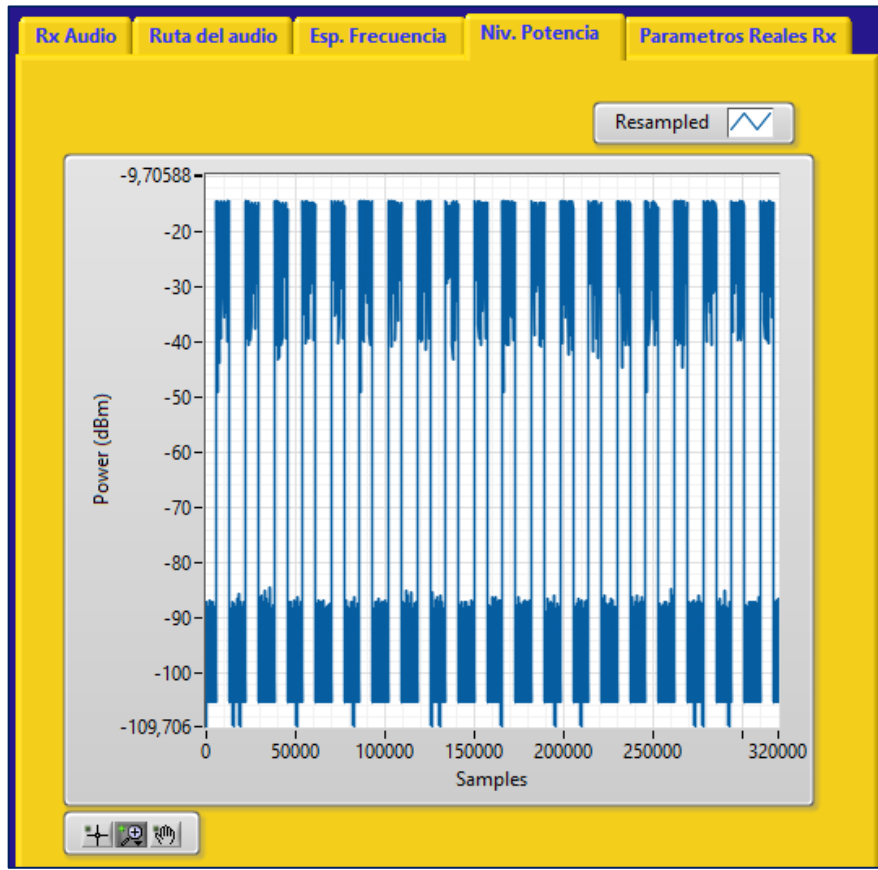 Rx Audio Ruta del audio Esp. Frecuencia Niv. Potencia Parametros Reales Rx
Resampled
-9,70588
-20
-30
-40
-50
-60
-70
-80
-90
-100
-109,706
Power (dBm)
0 50000 100000 150000 200000 250000 320000
Samples